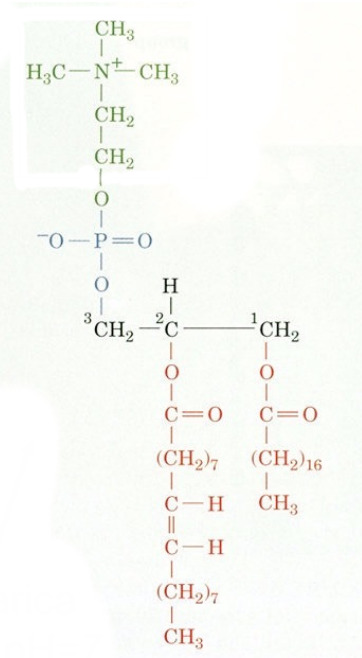 CH₃
H₃C—N⁺—CH₃
CH₂
CH₂
O
⁻O—P=O
O H
³CH₂—²C—¹CH₂
O O
C=O C=O
(CH₂)₇ (CH₂)₁₆
C—H CH₃
C—H
(CH₂)₇
CH₃